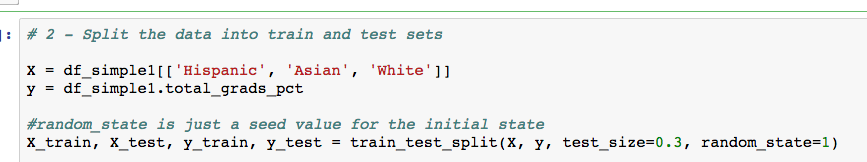 ]: # 2 - Split the data into train and test sets
X = df_simple1[['Hispanic', 'Asian', 'White']]
y = df_simple1.total_grads_pct
#random_state is just a seed value for the initial state
X_train, X_test, y_train, y_test = train_test_split(X, y, test_size=0.3, random_state=1)